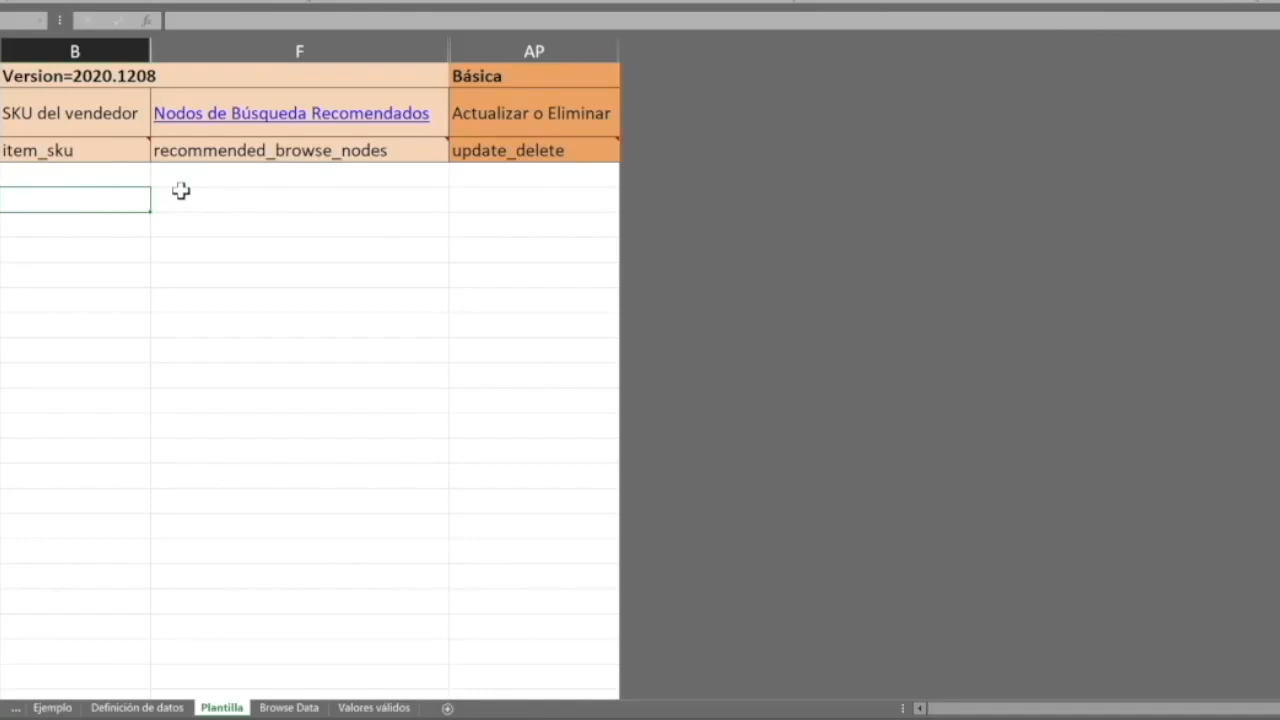 fx
B F AP
Version=2020.1208 Básica
SKU del vendedor Nodos de Búsqueda Recomendados Actualizar o Eliminar
item_sku recommended_browse_nodes update_delete
... Ejemplo Definición de datos Plantilla Browse Data Valores válidos